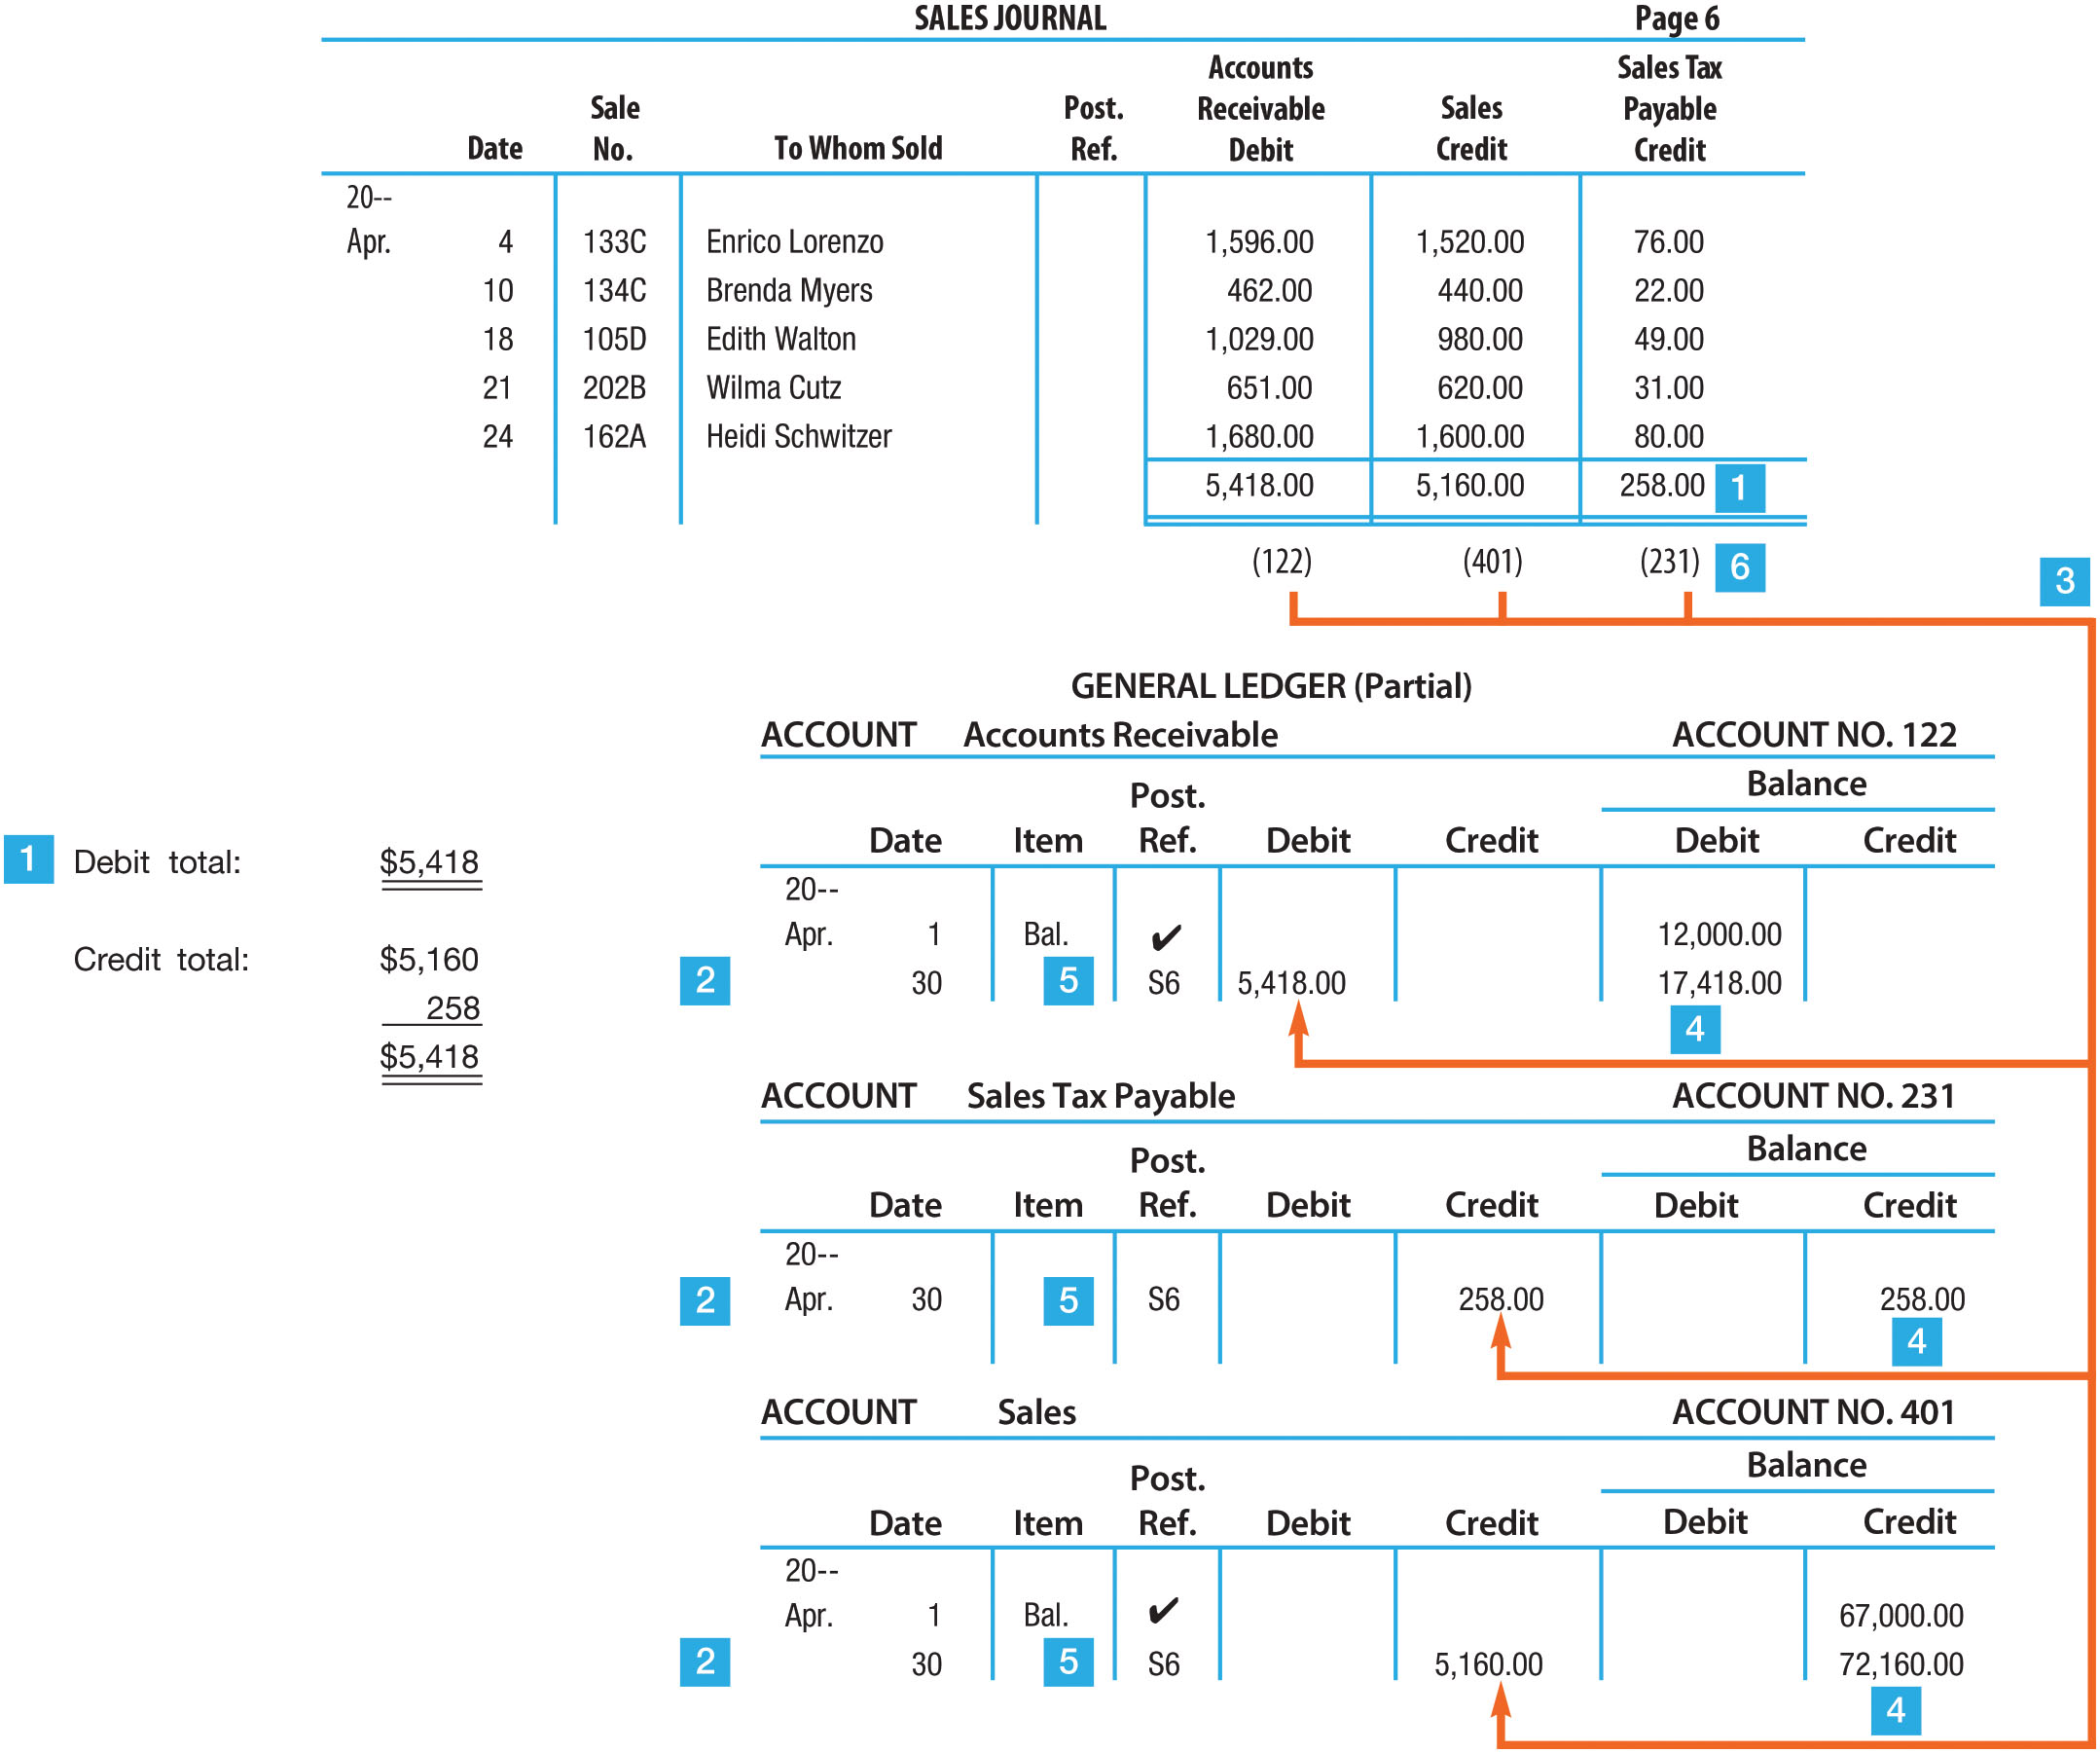 SALES JOURNAL Page 6
Accounts Sales Tax
Sale Post. Receivable Sales Payable
Date No. To Whom Sold Ref. Debit Credit Credit
20--
Apr. 4 133C Enrico Lorenzo 1,596.00 1,520.00 76.00
10 134C Brenda Myers 462.00 440.00 22.00
18 105D Edith Walton 1,029.00 980.00 49.00
21 202B Wilma Cutz 651.00 620.00 31.00
24 162A Heidi Schwitzer 1,680.00 1,600.00 80.00
5,418.00 5,160.00 258.00 1
(122) (401) (231) 6
3
1 Debit total: $5,418
Credit total: $5,160
258
$5,418
GENERAL LEDGER (Partial)
ACCOUNT Accounts Receivable ACCOUNT NO. 122
Post. Balance
Date Item Ref. Debit Credit Debit Credit
20--
Apr. 1 Bal. ✔ 12,000.00
2 30 5 S6 5,418.00 17,418.00
4
ACCOUNT Sales Tax Payable ACCOUNT NO. 231
Post. Balance
Date Item Ref. Debit Credit Debit Credit
20--
2 Apr. 30 5 S6 258.00 258.00
4
ACCOUNT Sales ACCOUNT NO. 401
Post. Balance
Date Item Ref. Debit Credit Debit Credit
20--
Apr. 1 Bal. ✔ 67,000.00
2 30 5 S6 5,160.00 72,160.00
4